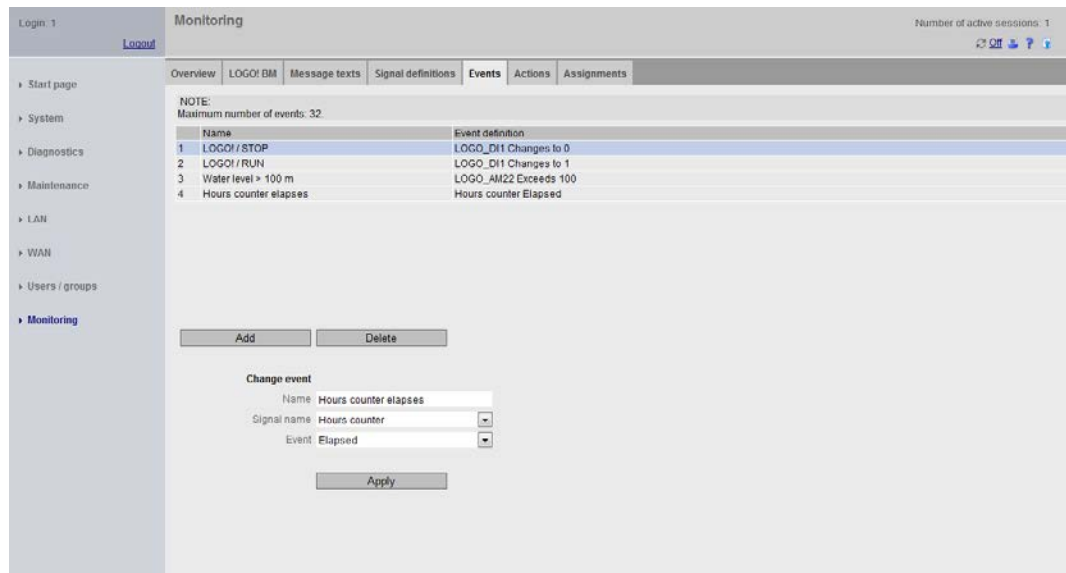 Login: 1
Logout
Start page
System
Diagnostics
Maintenance
LAN
WAN
Users / groups
Monitoring
Monitoring
Number of active sessions: 1
Off ?
Overview LOGO! BM Message texts Signal definitions Events Actions Assignments
NOTE:
Maximum number of events: 32.
Name Event definition
1 LOGO! / STOP LOGO_DI1 Changes to 0
2 LOGO! / RUN LOGO_DI1 Changes to 1
3 Water level > 100 m LOGO_AM22 Exceeds 100
4 Hours counter elapses Hours counter Elapsed
Add Delete
Change event
Name Hours counter elapses
Signal name Hours counter
Event Elapsed
Apply